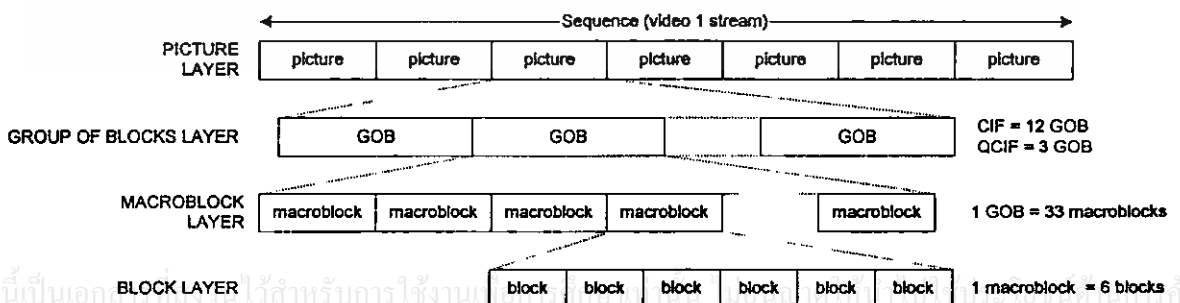 Sequence (video 1 stream)
PICTURE LAYER
picture picture picture picture picture picture picture
GROUP OF BLOCKS LAYER
GOB GOB GOB
CIF = 12 GOB
QCIF = 3 GOB
MACROBLOCK LAYER
macroblock macroblock macroblock macroblock macroblock
1 GOB = 33 macroblocks
BLOCK LAYER
block block block block block block
1 macroblock = 6 blocks